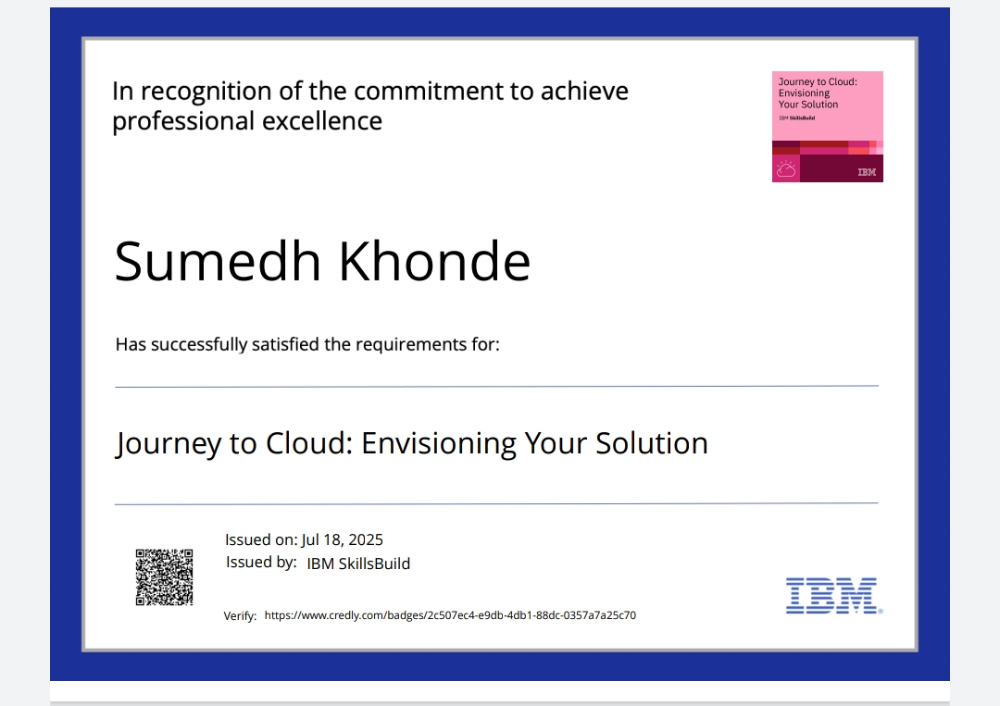 In recognition of the commitment to achieve
professional excellence
Journey to Cloud:
Envisioning
Your Solution
IBM SkillsBuild
IBM
Sumedh Khonde
Has successfully satisfied the requirements for:
Journey to Cloud: Envisioning Your Solution
Issued on: Jul 18, 2025
Issued by: IBM SkillsBuild
Verify: https://www.credly.com/badges/2c507ec4-e9db-4db1-88dc-0357a7a25c70
IBM®